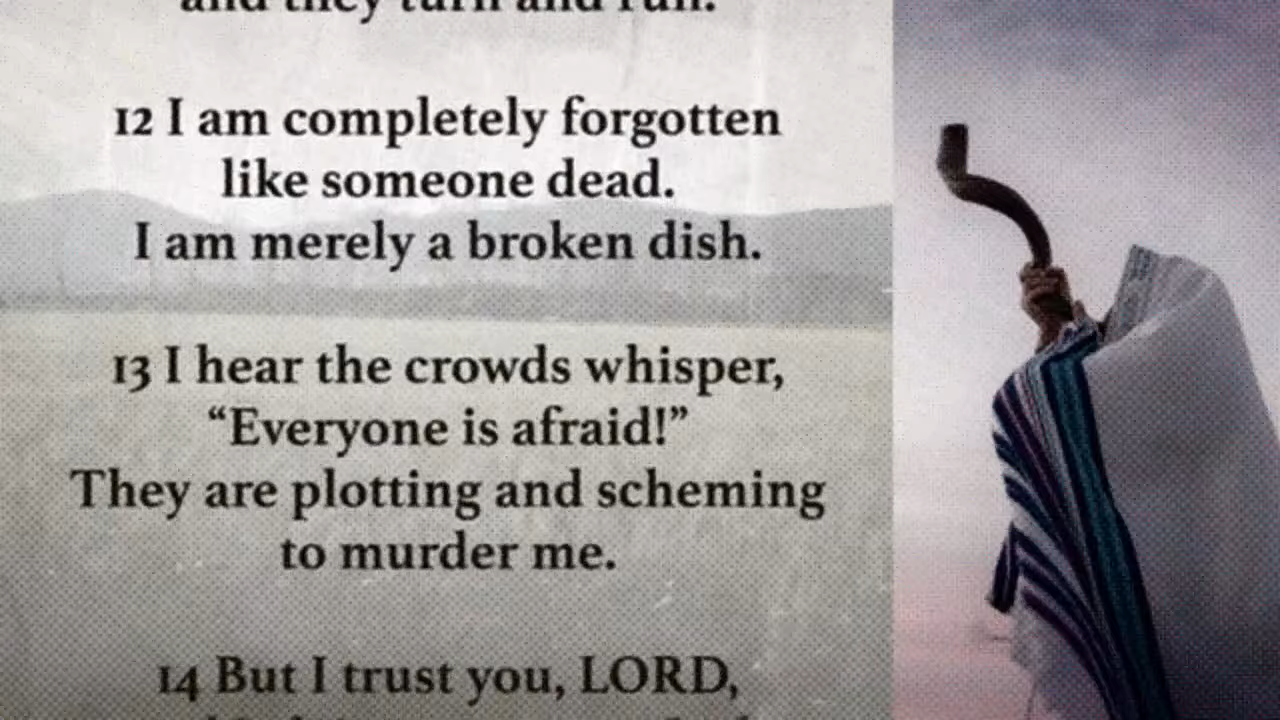 and they turn and run.
12 I am completely forgotten
like someone dead.
I am merely a broken dish.
13 I hear the crowds whisper,
“Everyone is afraid!”
They are plotting and scheming
to murder me.
14 But I trust you, LORD,